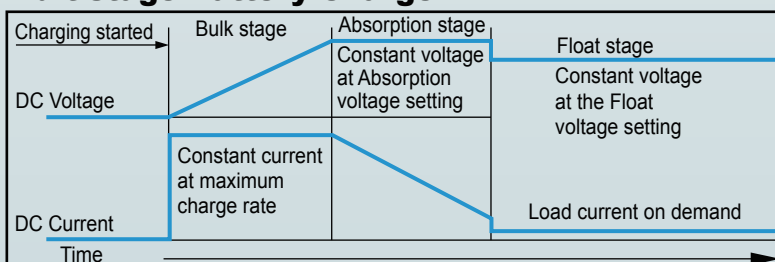 Charging started
Bulk stage
Absorption stage
Float stage
Constant voltage
at Absorption
voltage setting
Constant voltage
at the Float
voltage setting
DC Voltage
Constant current
at maximum
charge rate
Load current on demand
DC Current
Time